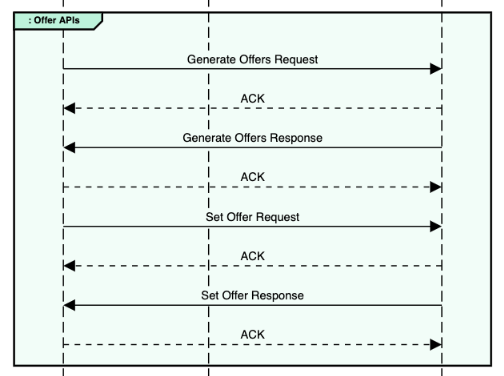 : Offer APIs
Generate Offers Request
ACK
Generate Offers Response
ACK
Set Offer Request
ACK
Set Offer Response
ACK